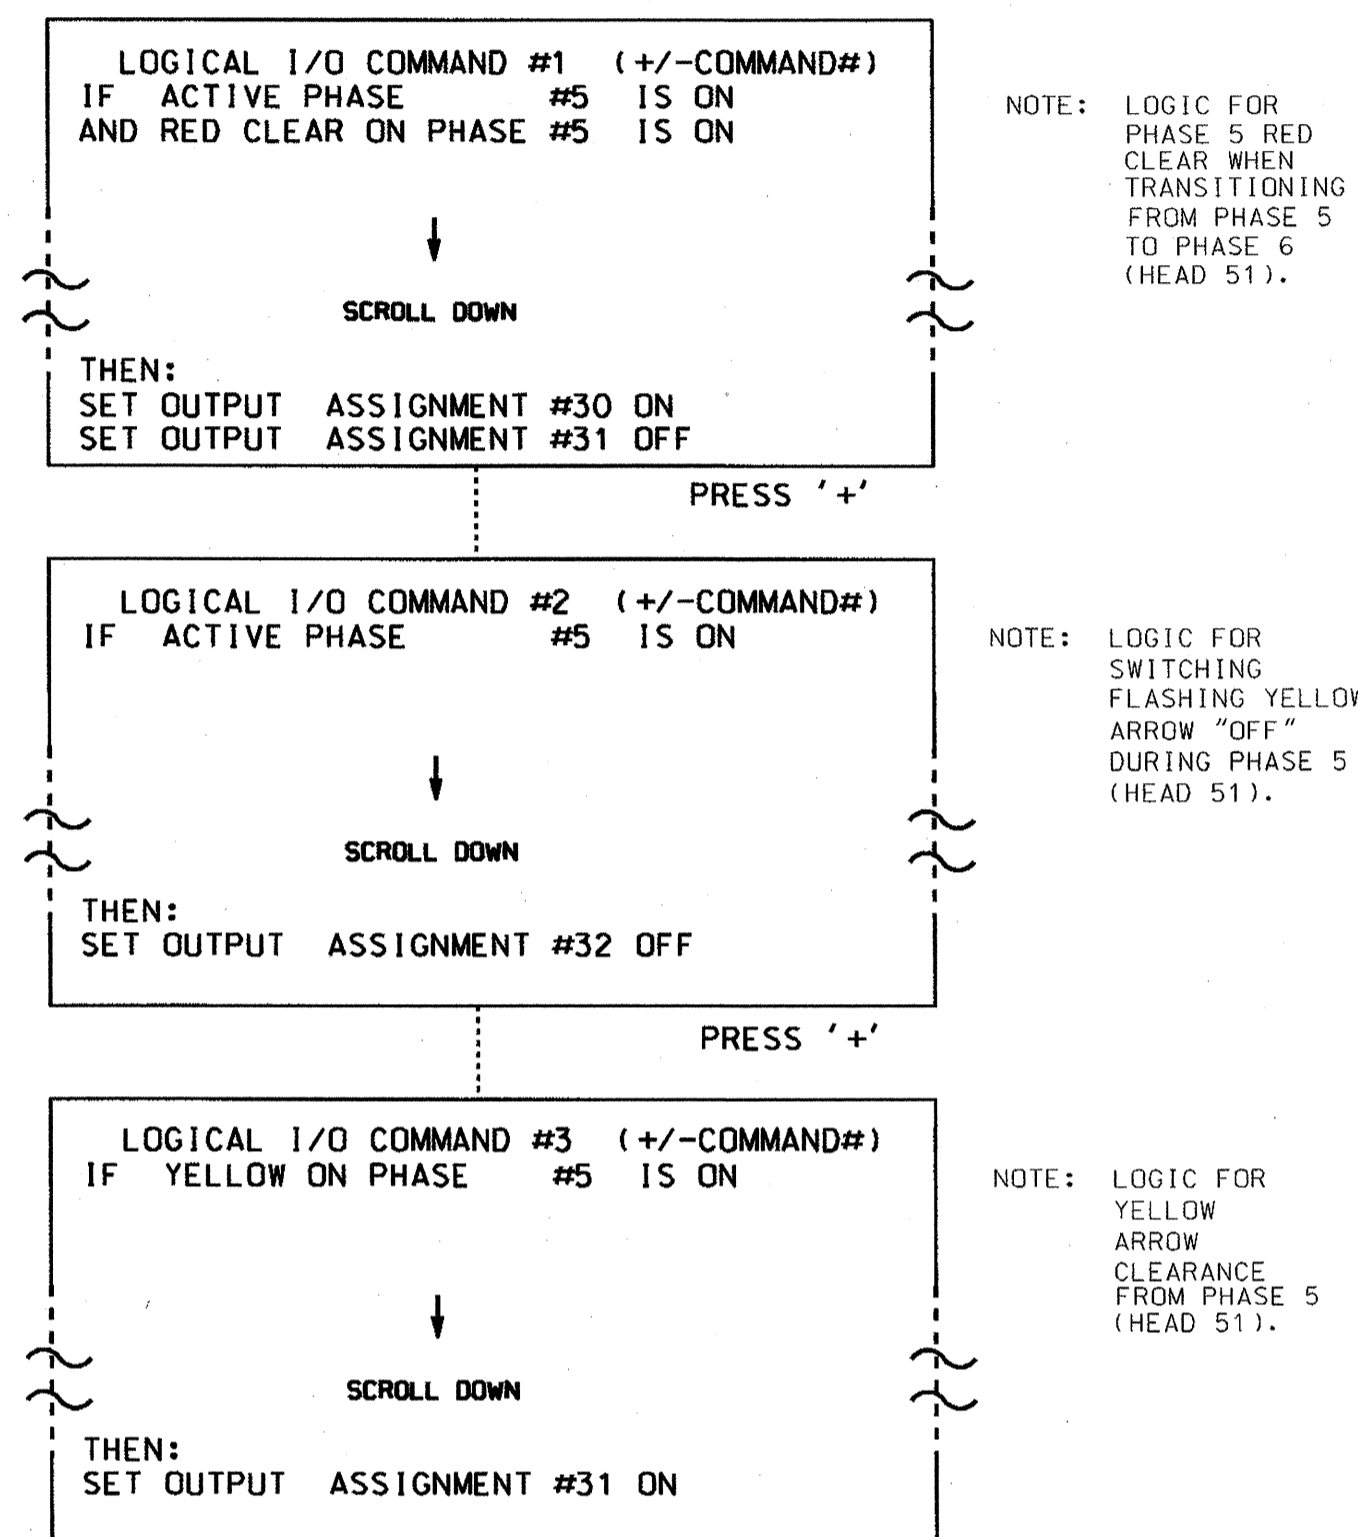 LOGICAL I/O COMMAND #1 (+/-COMMAND#)
IF ACTIVE PHASE #5 IS ON
AND RED CLEAR ON PHASE #5 IS ON
SCROLL DOWN
THEN:
SET OUTPUT ASSIGNMENT #30 ON
SET OUTPUT ASSIGNMENT #31 OFF
NOTE: LOGIC FOR
PHASE 5 RED
CLEAR WHEN
TRANSITIONING
FROM PHASE 5
TO PHASE 6
(HEAD 51).
PRESS '+'
LOGICAL I/O COMMAND #2 (+/-COMMAND#)
IF ACTIVE PHASE #5 IS ON
SCROLL DOWN
THEN:
SET OUTPUT ASSIGNMENT #32 OFF
NOTE: LOGIC FOR
SWITCHING
FLASHING YELLOW
ARROW "OFF"
DURING PHASE 5
(HEAD 51).
PRESS '+'
LOGICAL I/O COMMAND #3 (+/-COMMAND#)
IF YELLOW ON PHASE #5 IS ON
SCROLL DOWN
THEN:
SET OUTPUT ASSIGNMENT #31 ON
NOTE: LOGIC FOR
YELLOW
ARROW
CLEARANCE
FROM PHASE 5
(HEAD 51).